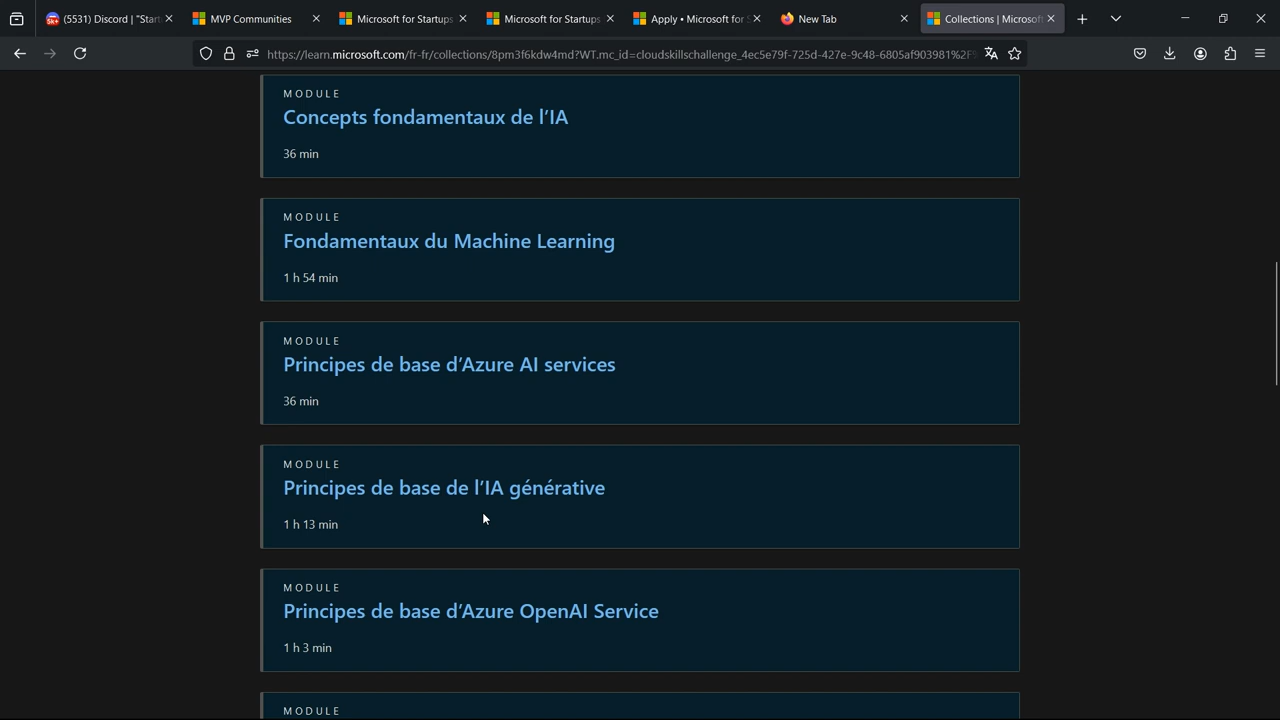 (5531) Discord | "Start
MVP Communities
Microsoft for Startups
Microsoft for Startups
Apply • Microsoft for S
New Tab
Collections | Microsoft
https://learn.microsoft.com/fr-fr/collections/8pm3f6kdw4md?WT.mc_id=cloudskillschallenge_4ec5e79f-725d-427e-9c48-6805af903981%2F
MODULE
Concepts fondamentaux de l’IA
36 min
MODULE
Fondamentaux du Machine Learning
1 h 54 min
MODULE
Principes de base d’Azure AI services
36 min
MODULE
Principes de base de l’IA générative
1 h 13 min
MODULE
Principes de base d’Azure OpenAI Service
1 h 3 min
MODULE